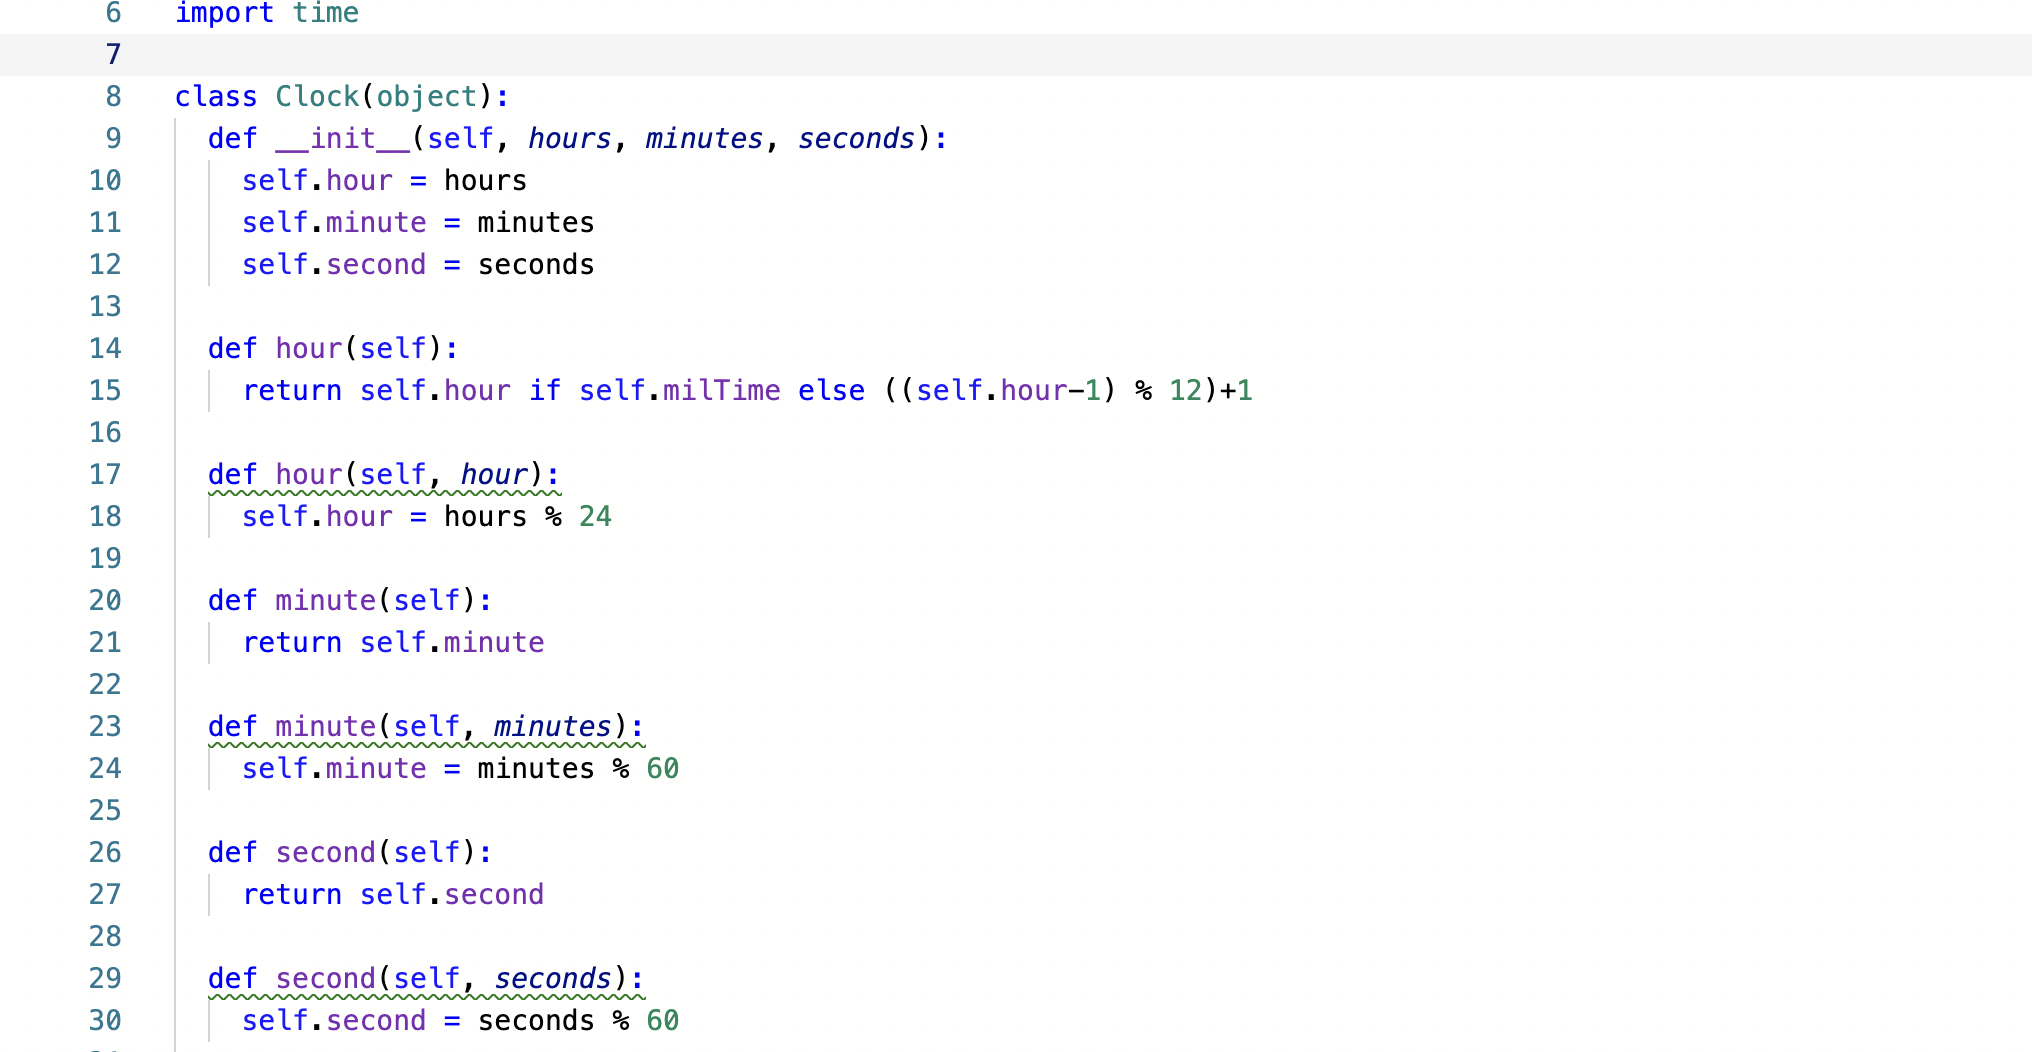 6 import time
7
8 class Clock(object):
9 def __init__(self, hours, minutes, seconds):
10 self.hour = hours
11 self.minute = minutes
12 self.second = seconds
13
14 def hour(self):
15 return self.hour if self.milTime else ((self.hour-1) % 12)+1
16
17 def hour(self, hour):
18 self.hour = hours % 24
19
20 def minute(self):
21 return self.minute
22
23 def minute(self, minutes):
24 self.minute = minutes % 60
25
26 def second(self):
27 return self.second
28
29 def second(self, seconds):
30 self.second = seconds % 60